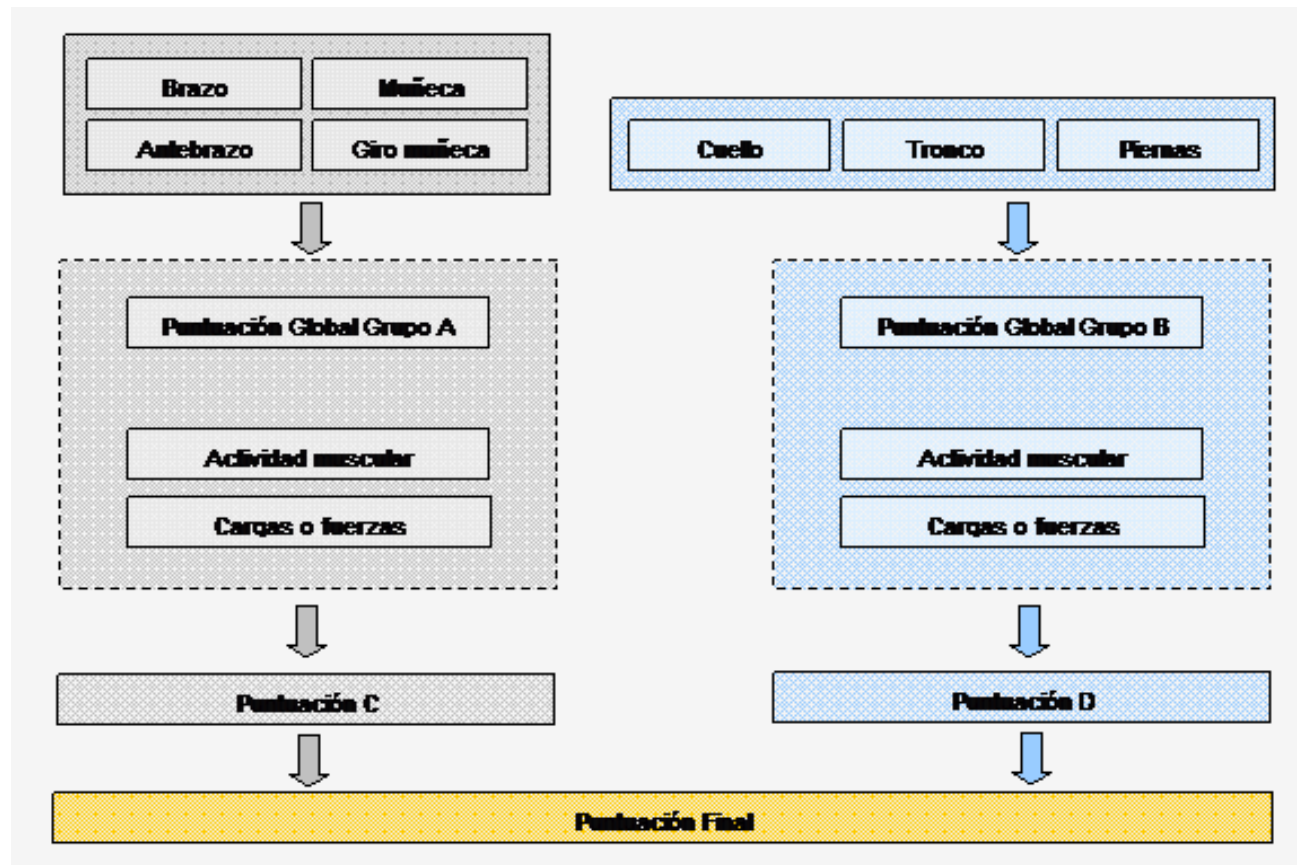 Brazo
Muñeca
Antebrazo
Giro muñeca
Cuello
Tronco
Piernas
Puntuación Global Grupo A
Actividad muscular
Cargas o fuerzas
Puntuación Global Grupo B
Actividad muscular
Cargas o fuerzas
Puntuación C
Puntuación D
Puntuación Final